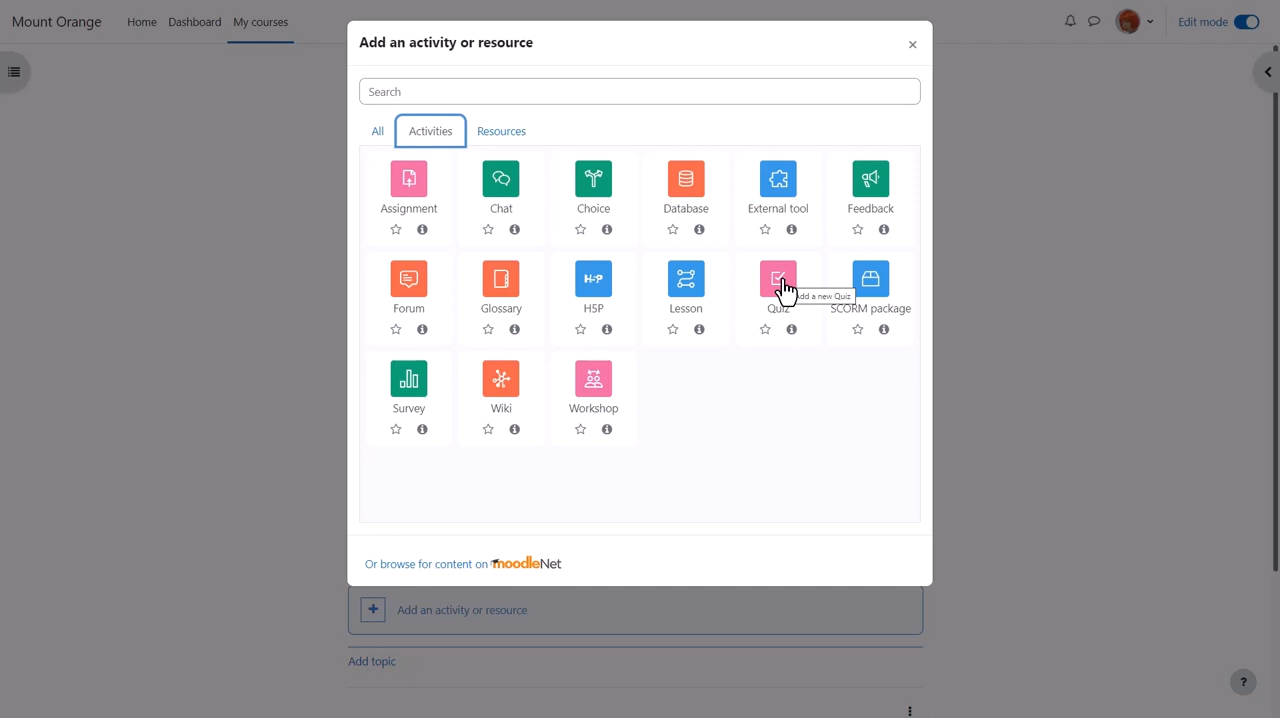 Mount Orange Home Dashboard My courses Edit mode
Add an activity or resource ×
Search
All Activities Resources
Assignment Chat Choice Database External tool Feedback
H5P
Add a new Quiz
Forum Glossary H5P Lesson Quiz SCORM package
Survey Wiki Workshop
Or browse for content on moodleNet
+ Add an activity or resource
Add topic
?